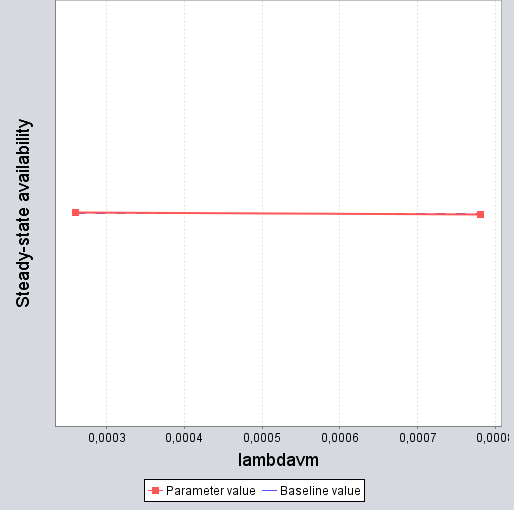 Steady-state availability
0,0003 0,0004 0,0005 0,0006 0,0007
lambdavm
Parameter value Baseline value